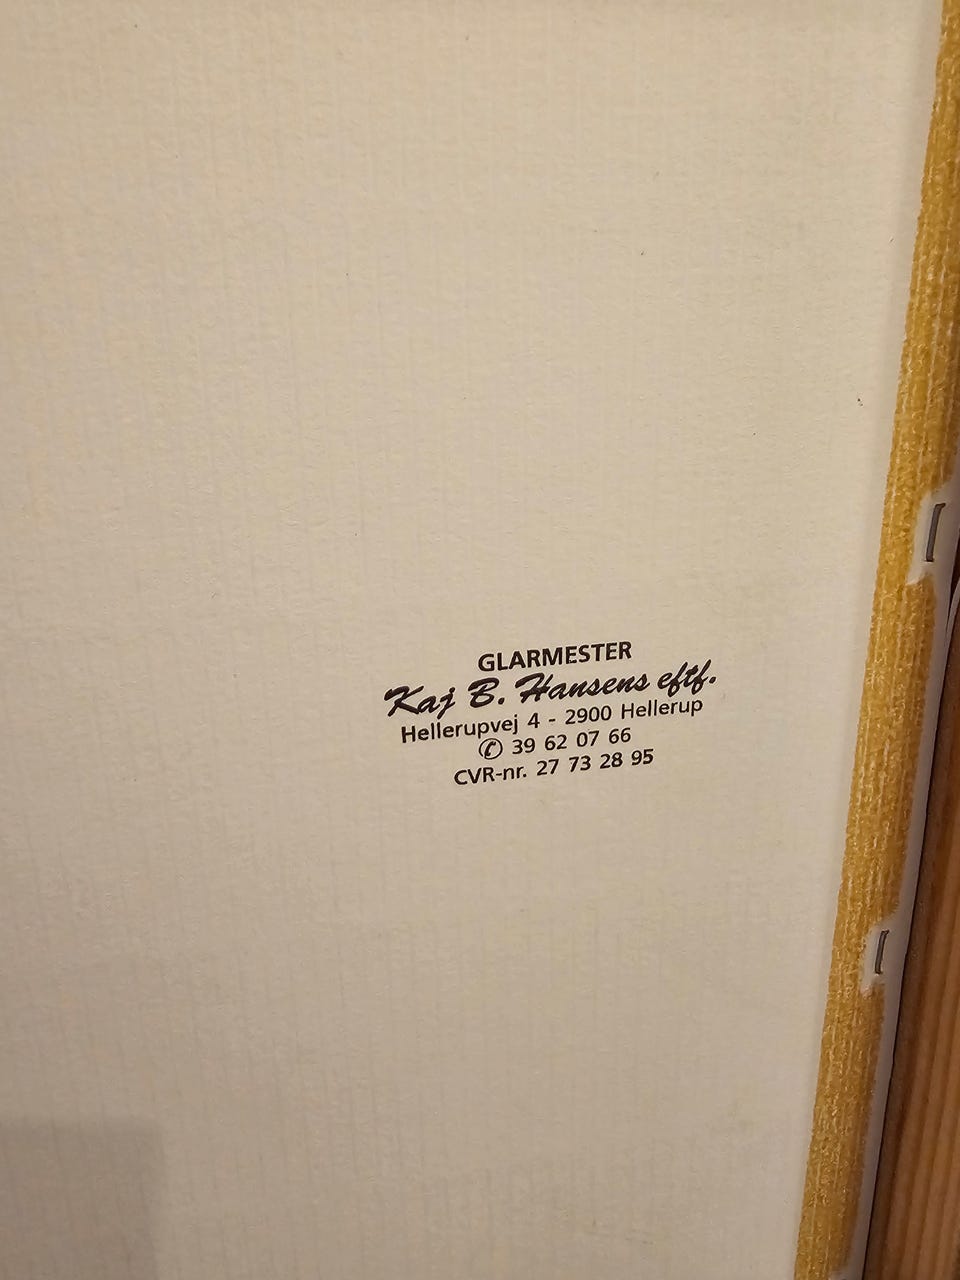 GLARMESTER
Kaj B. Hansens eftf.
Hellerupvej 4 - 2900 Hellerup
✆ 39 62 07 66
CVR-nr. 27 73 28 95